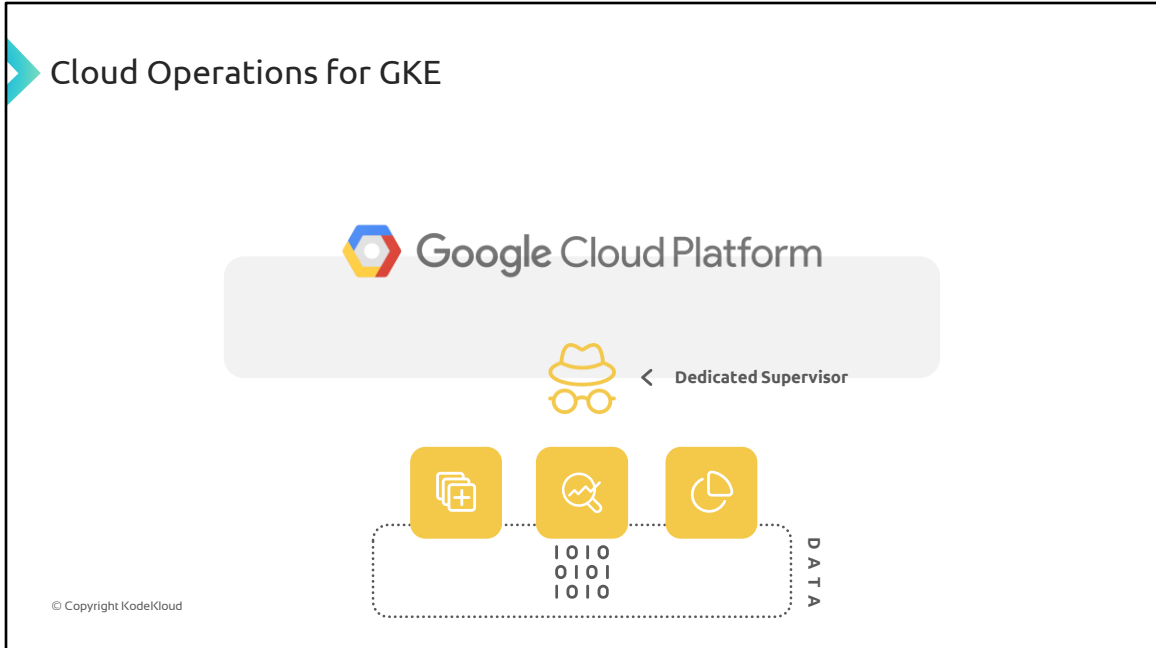 Cloud Operations for GKE
Google Cloud Platform
< Dedicated Supervisor
1010
0101
1010
DATA
© Copyright KodeKloud